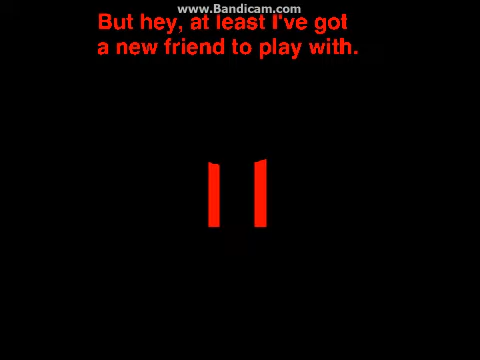 www.Bandicam.com
But hey, at least I've got
a new friend to play with.